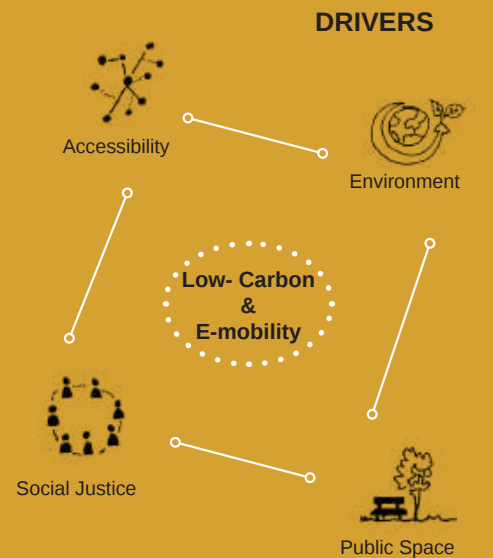 DRIVERS
Accessibility
Environment
Low- Carbon
&
E-mobility
Social Justice
Public Space